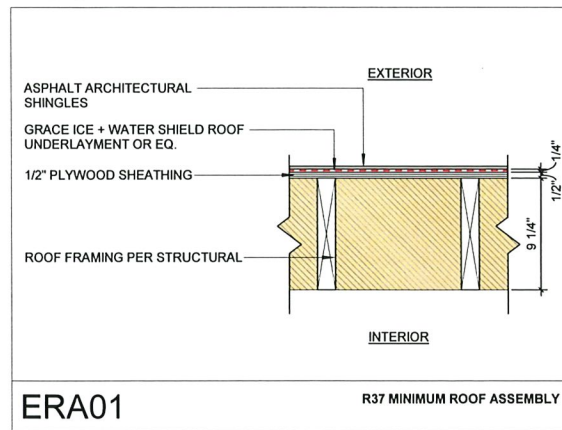 EXTERIOR
ASPHALT ARCHITECTURAL
SHINGLES
GRACE ICE + WATER SHIELD ROOF
UNDERLAYMENT OR EQ.
1/2" PLYWOOD SHEATHING
ROOF FRAMING PER STRUCTURAL
1/4"
1/2"
9 1/4"
INTERIOR
ERA01
R37 MINIMUM ROOF ASSEMBLY